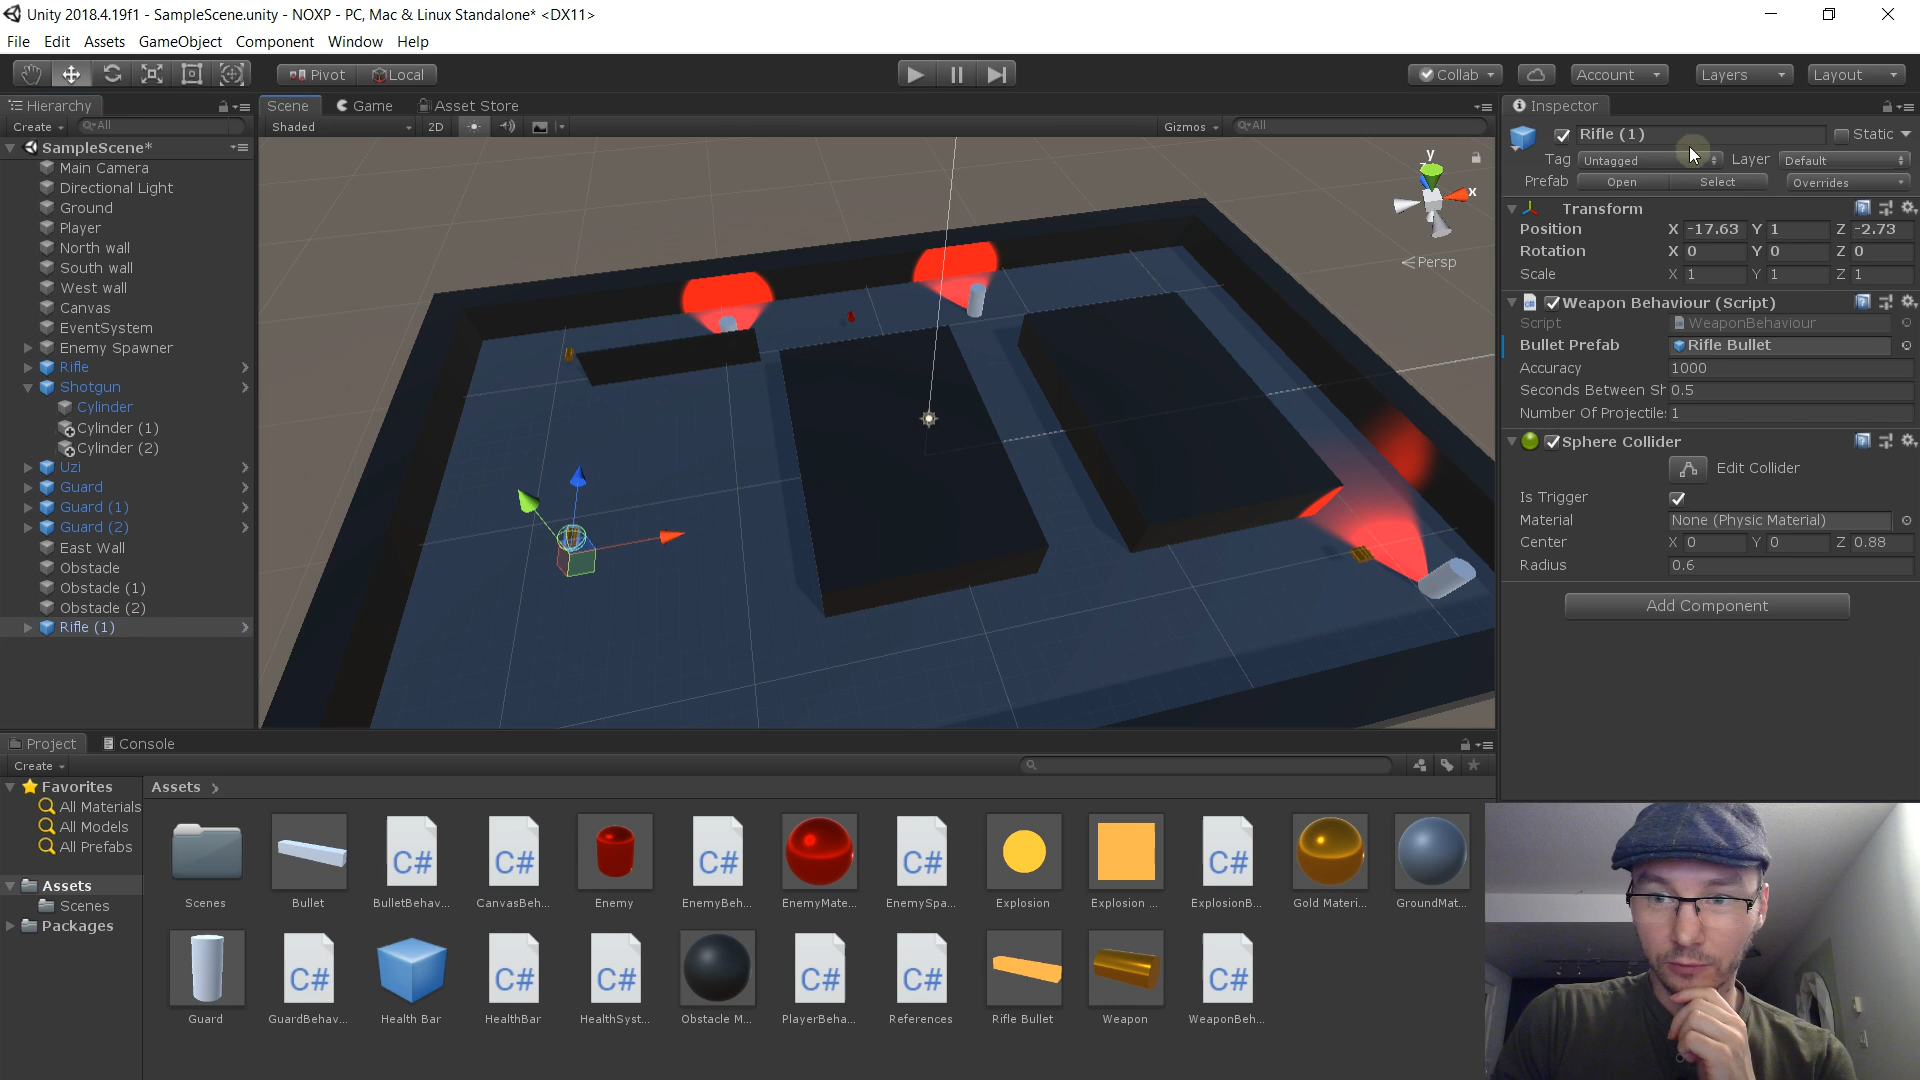 Unity 2018.4.19f1 - SampleScene.unity - NOXP - PC, Mac & Linux Standalone* <DX11>
File Edit Assets GameObject Component Window Help
Pivot Local Collab Account Layers Layout
Hierarchy Scene Game Asset Store Inspector
Create All Shaded 2D Gizmos All
SampleScene*
Main Camera
Directional Light
Ground
Player
North wall
South wall
West wall
Canvas
EventSystem
Enemy Spawner
Rifle
Shotgun
Cylinder
Cylinder (1)
Cylinder (2)
Uzi
Guard
Guard (1)
Guard (2)
East Wall
Obstacle
Obstacle (1)
Obstacle (2)
Rifle (1)
y
x
Persp
Rifle (1) Static
Tag Untagged Layer Default
Prefab Open Select Overrides
Transform
Position X -17.63 Y 1 Z -2.73
Rotation X 0 Y 0 Z 0
Scale X 1 Y 1 Z 1
Weapon Behaviour (Script)
Script WeaponBehaviour
Bullet Prefab Rifle Bullet
Accuracy 1000
Seconds Between Sh 0.5
Number Of Projectile: 1
Sphere Collider
Edit Collider
Is Trigger
Material None (Physic Material)
Center X 0 Y 0 Z 0.88
Radius 0.6
Add Component
Project Console
Create
Favorites
All Materials
All Models
All Prefabs
Assets
Scenes
Packages
Assets
Scenes Bullet BulletBehav... CanvasBeh... Enemy EnemyBeh... EnemyMate... EnemySpa... Explosion Explosion ... ExplosionB... Gold Materi... GroundMat...
C# C# C# C# C#
Guard GuardBehav... Health Bar HealthBar HealthSyst... Obstacle M... PlayerBeha... References Rifle Bullet Weapon WeaponBeh...
C# C# C# C# C# C#